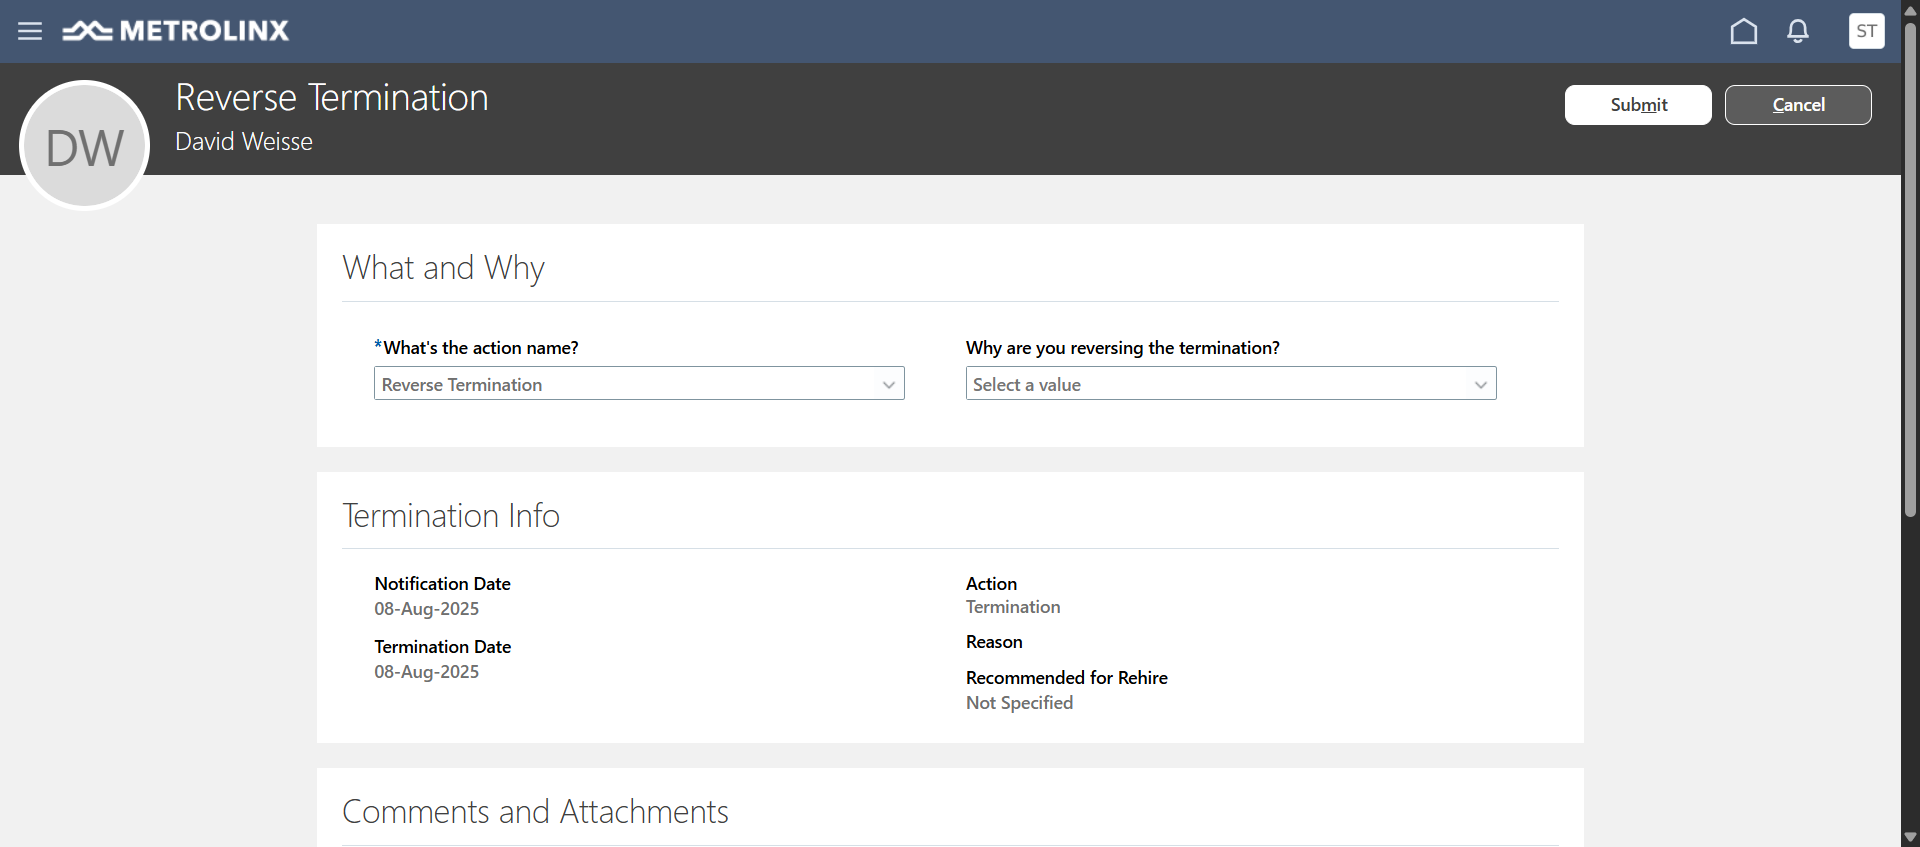 METROLINX
ST
DW
Reverse Termination
David Weisse
Submit
Cancel
What and Why
*What's the action name?
Reverse Termination
Why are you reversing the termination?
Select a value
Termination Info
Notification Date
08-Aug-2025
Termination Date
08-Aug-2025
Action
Termination
Reason
Recommended for Rehire
Not Specified
Comments and Attachments